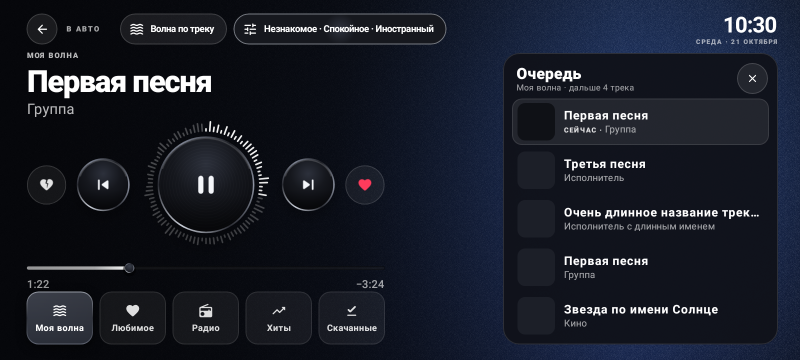 В АВТО
Волна по треку
Незнакомое · Спокойное · Иностранный
10:30
СРЕДА · 21 ОКТЯБРЯ
МОЯ ВОЛНА
Первая песня
Группа
1:22
−3:24
Моя волна
Любимое
Радио
Хиты
Скачанные
Очередь
Моя волна · дальше 4 трека
Первая песня
СЕЙЧАС · Группа
Третья песня
Исполнитель
Очень длинное название трек…
Исполнитель с длинным именем
Первая песня
Группа
Звезда по имени Солнце
Кино